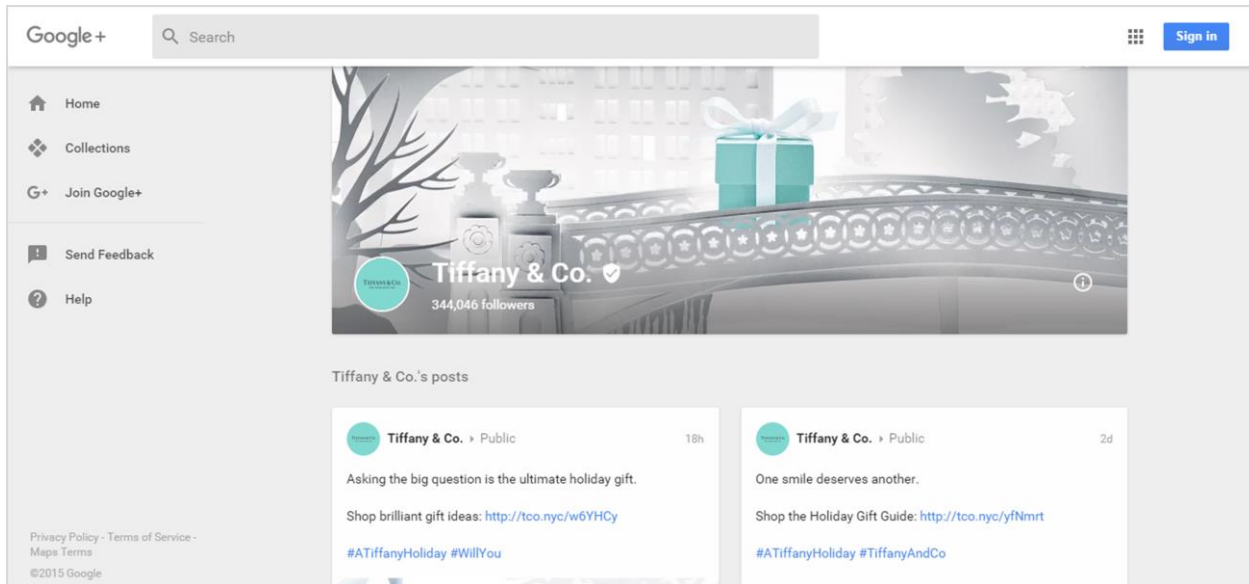 Google+
Search
Sign in
Home
Collections
G+ Join Google+
Send Feedback
Help
Privacy Policy - Terms of Service -
Maps Terms
©2015 Google
TIFFANY & CO.
Tiffany & Co.
344,046 followers
Tiffany & Co.'s posts
Tiffany & Co. ▸ Public 18h
Asking the big question is the ultimate holiday gift.
Shop brilliant gift ideas: http://tco.nyc/w6YHCy
#ATiffanyHoliday #WillYou
Tiffany & Co. ▸ Public 2d
One smile deserves another.
Shop the Holiday Gift Guide: http://tco.nyc/yfNmrt
#ATiffanyHoliday #TiffanyAndCo